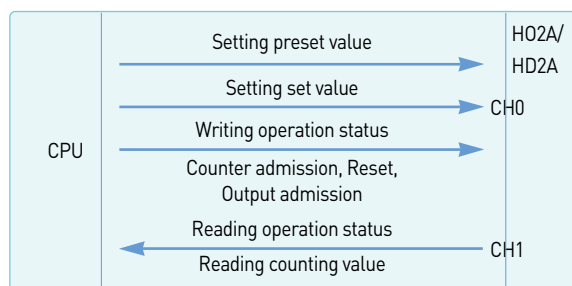 Setting preset value
HO2A/
HD2A
Setting set value
CH0
Writing operation status
CPU
Counter admission, Reset,
Output admission
Reading operation status
CH1
Reading counting value